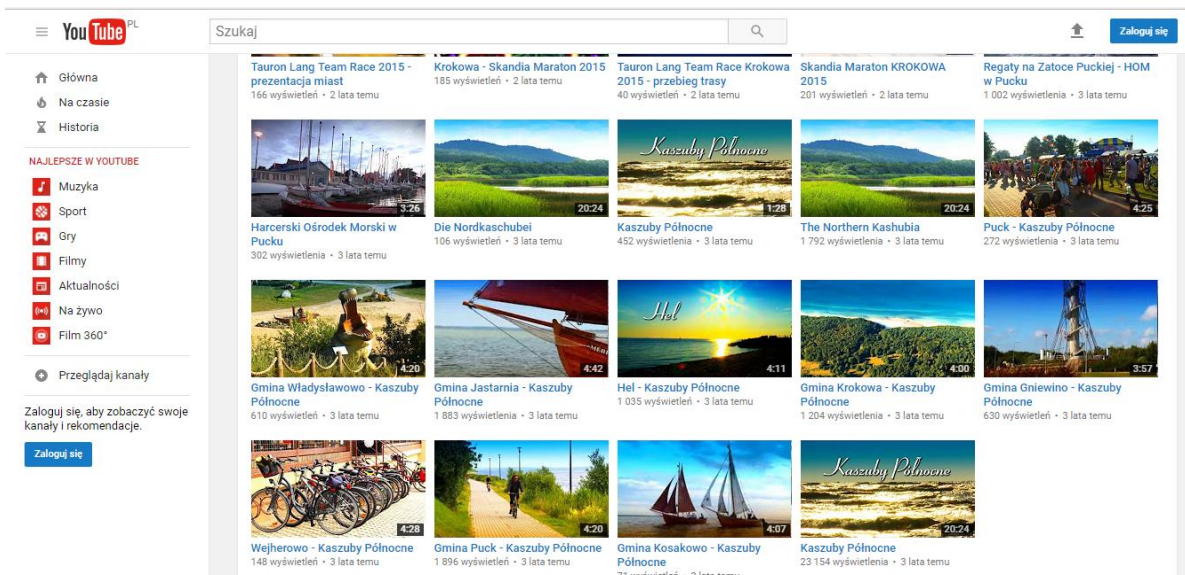 YouTube PL
Szukaj
Zaloguj się
Główna
Na czasie
Historia
NAJLEPSZE W YOUTUBE
Muzyka
Sport
Gry
Filmy
Aktualności
Na żywo
Film 360°
Przeglądaj kanały
Zaloguj się, aby zobaczyć swoje
kanały i rekomendacje.
Zaloguj się
Tauron Lang Team Race 2015 -
prezentacja miast
166 wyświetleń • 2 lata temu
Krokowa - Skandia Maraton 2015
185 wyświetleń • 2 lata temu
Tauron Lang Team Race Krokowa
2015 - przebieg trasy
40 wyświetleń • 2 lata temu
Skandia Maraton KROKOWA
2015
201 wyświetleń • 2 lata temu
Regaty na Zatoce Puckiej - HOM
w Pucku
1 002 wyświetlenia • 3 lata temu
3:26
Harcerski Ośrodek Morski w
Pucku
302 wyświetlenia • 3 lata temu
20:24
Die Nordkaschubei
106 wyświetleń • 3 lata temu
Kaszuby Północne
1:28
Kaszuby Północne
452 wyświetlenia • 3 lata temu
20:24
The Northern Kashubia
1 792 wyświetlenia • 3 lata temu
4:25
Puck - Kaszuby Północne
272 wyświetlenia • 3 lata temu
4:20
Gmina Władysławowo - Kaszuby
Północne
610 wyświetleń • 3 lata temu
4:42
Gmina Jastarnia - Kaszuby
Północne
1 883 wyświetlenia • 3 lata temu
Hel
4:11
Hel - Kaszuby Północne
1 035 wyświetleń • 3 lata temu
4:00
Gmina Krokowa - Kaszuby
Północne
1 204 wyświetlenia • 3 lata temu
3:57
Gmina Gniewino - Kaszuby
Północne
630 wyświetleń • 3 lata temu
4:28
Wejherowo - Kaszuby Północne
148 wyświetleń • 3 lata temu
4:20
Gmina Puck - Kaszuby Północne
1 896 wyświetleń • 3 lata temu
4:07
Gmina Kosakowo - Kaszuby
Północne
71 wyświetleń • 3 lata temu
Kaszuby Północne
20:24
Kaszuby Północne
23 154 wyświetlenia • 3 lata temu